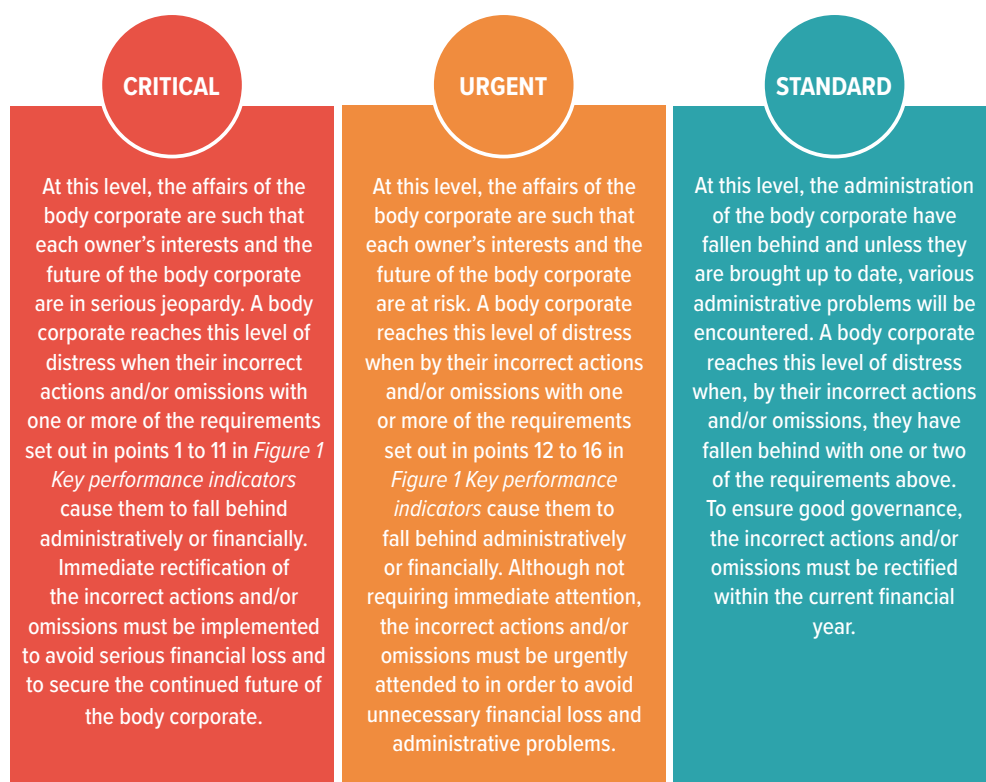 CRITICAL
At this level, the affairs of the
body corporate are such that
each owner's interests and the
future of the body corporate
are in serious jeopardy. A body
corporate reaches this level of
distress when their incorrect
actions and/or omissions with
one or more of the requirements
set out in points 1 to 11 in Figure 1
Key performance indicators
cause them to fall behind
administratively or financially.
Immediate rectification of
the incorrect actions and/or
omissions must be implemented
to avoid serious financial loss and
to secure the continued future of
the body corporate.
URGENT
At this level, the affairs of the
body corporate are such that
each owner's interests and the
future of the body corporate
are at risk. A body corporate
reaches this level of distress
when by their incorrect actions
and/or omissions with one
or more of the requirements
set out in points 12 to 16 in
Figure 1 Key performance
indicators cause them to
fall behind administratively
or financially. Although not
requiring immediate attention,
the incorrect actions and/or
omissions must be urgently
attended to in order to avoid
unnecessary financial loss and
administrative problems.
STANDARD
At this level, the administration
of the body corporate have
fallen behind and unless they
are brought up to date, various
administrative problems will be
encountered. A body corporate
reaches this level of distress
when, by their incorrect actions
and/or omissions, they have
fallen behind with one or two
of the requirements above.
To ensure good governance,
the incorrect actions and/or
omissions must be rectified
within the current financial
year.